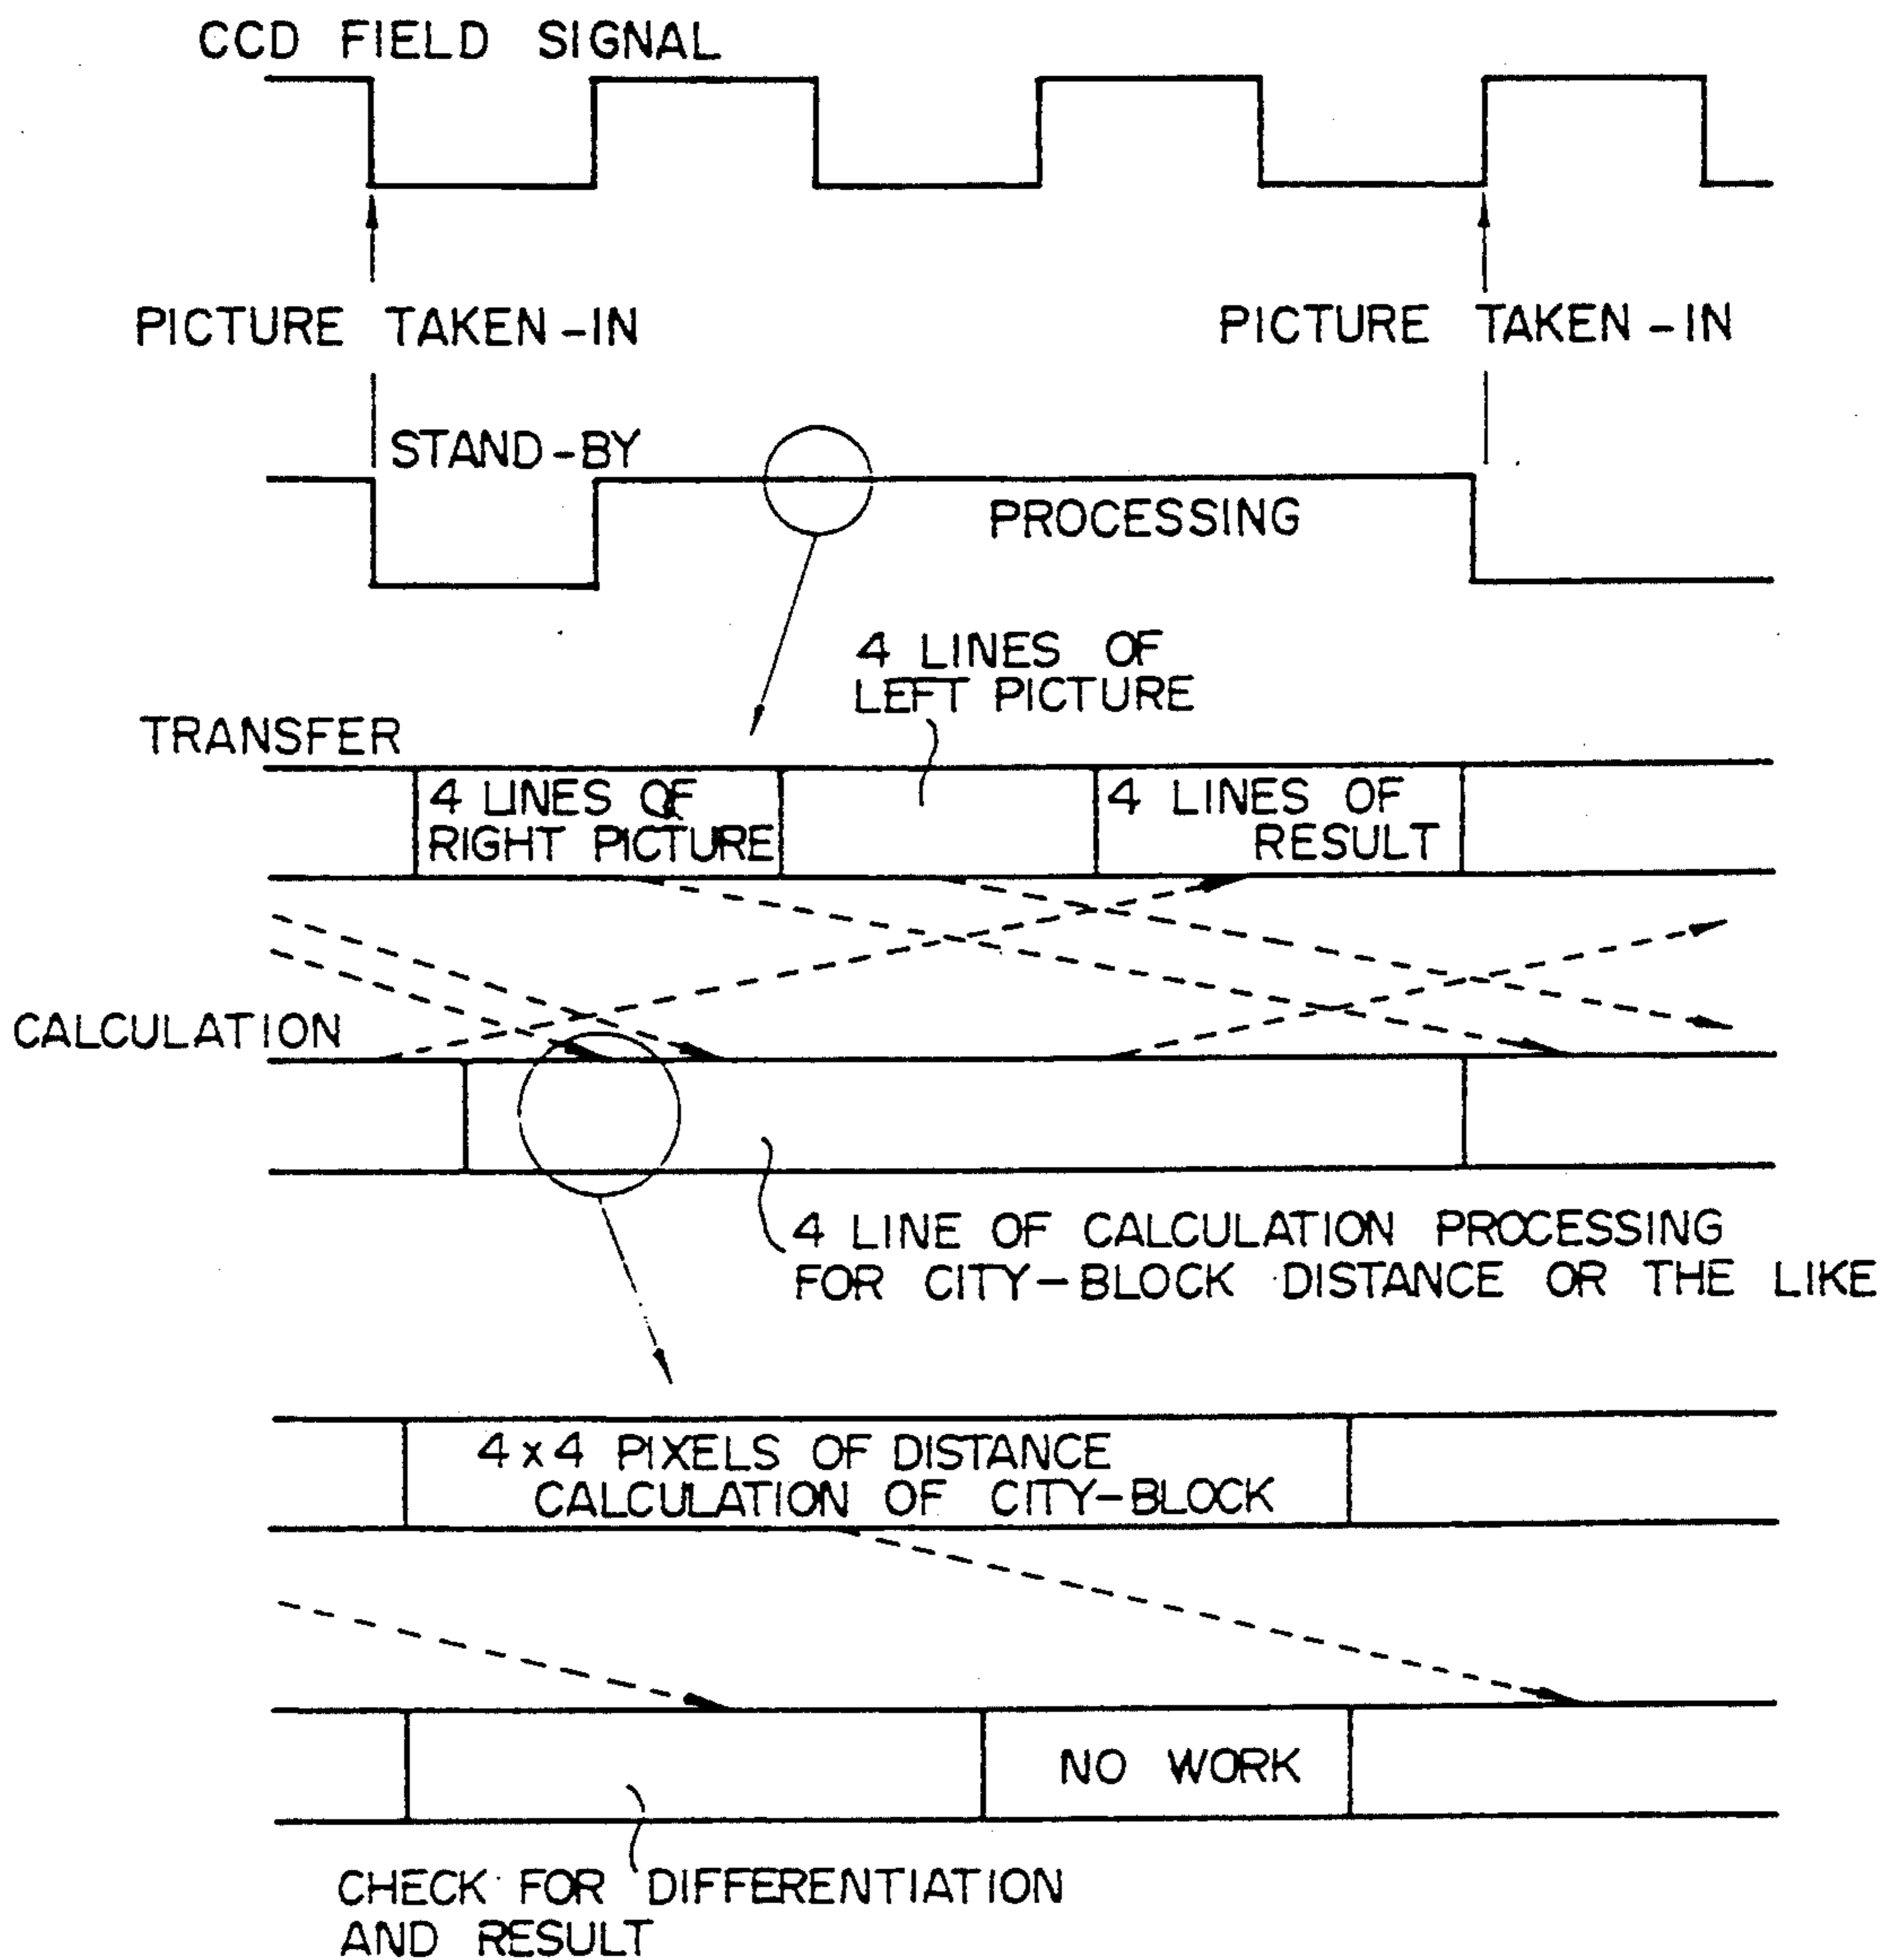 CCD FIELD SIGNAL
PICTURE TAKEN-IN
PICTURE TAKEN-IN
STAND-BY
PROCESSING
4 LINES OF
LEFT PICTURE
TRANSFER
4 LINES OF
RIGHT PICTURE
4 LINES OF
RESULT
CALCULATION
4 LINE OF CALCULATION PROCESSING
FOR CITY-BLOCK DISTANCE OR THE LIKE
4×4 PIXELS OF DISTANCE
CALCULATION OF CITY-BLOCK
NO WORK
CHECK FOR DIFFERENTIATION
AND RESULT